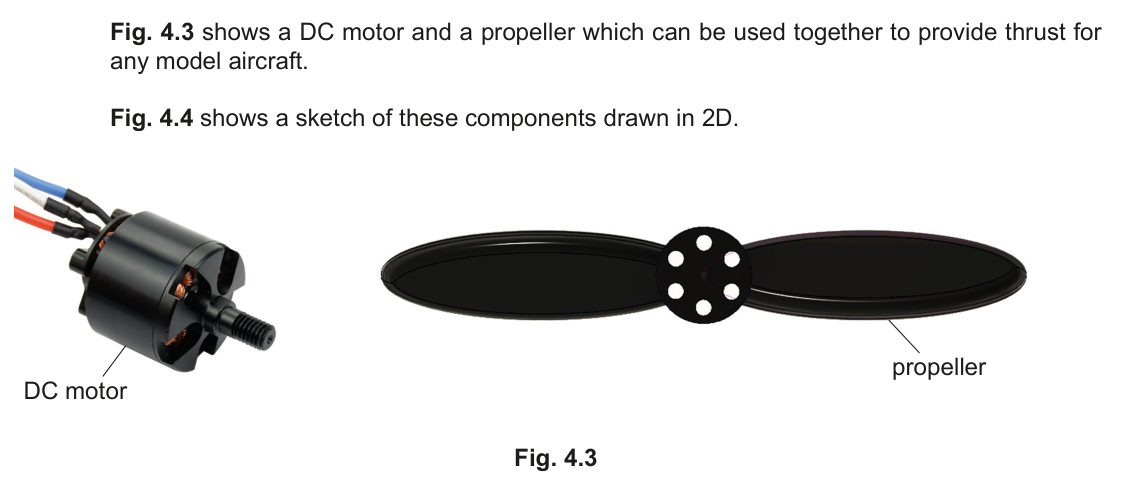 Fig. 4.3 shows a DC motor and a propeller which can be used together to provide thrust for
any model aircraft.
Fig. 4.4 shows a sketch of these components drawn in 2D.
DC motor
propeller
Fig. 4.3